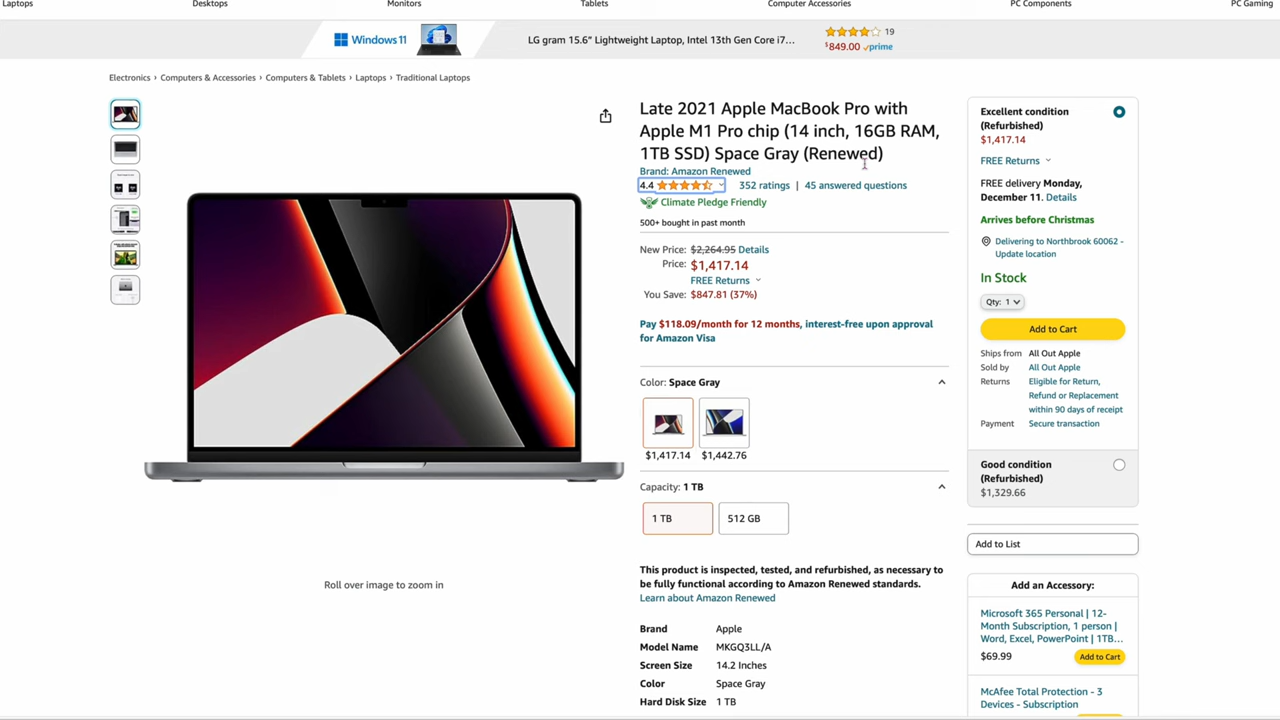 Laptops
Desktops
Monitors
Tablets
Computer Accessories
PC Components
PC Gaming
Windows 11
LG gram 15.6" Lightweight Laptop, Intel 13th Gen Core i7...
19
$849.00 prime
Electronics › Computers & Accessories › Computers & Tablets › Laptops › Traditional Laptops
Late 2021 Apple MacBook Pro with
Apple M1 Pro chip (14 inch, 16GB RAM,
1TB SSD) Space Gray (Renewed)
Brand: Amazon Renewed
4.4 352 ratings | 45 answered questions
Climate Pledge Friendly
500+ bought in past month
New Price: $2,264.95 Details
Price: $1,417.14
FREE Returns
You Save: $847.81 (37%)
Pay $118.09/month for 12 months, interest-free upon approval
for Amazon Visa
Color: Space Gray
$1,417.14 $1,442.76
Capacity: 1 TB
1 TB 512 GB
This product is inspected, tested, and refurbished, as necessary to
be fully functional according to Amazon Renewed standards.
Learn about Amazon Renewed
Brand Apple
Model Name MKGQ3LL/A
Screen Size 14.2 Inches
Color Space Gray
Hard Disk Size 1 TB
Roll over image to zoom in
Excellent condition
(Refurbished)
$1,417.14
FREE Returns
FREE delivery Monday,
December 11. Details
Arrives before Christmas
Delivering to Northbrook 60062 -
Update location
In Stock
Qty: 1
Add to Cart
Ships from All Out Apple
Sold by All Out Apple
Returns Eligible for Return,
Refund or Replacement
within 90 days of receipt
Payment Secure transaction
Good condition
(Refurbished)
$1,329.66
Add to List
Add an Accessory:
Microsoft 365 Personal | 12-
Month Subscription, 1 person |
Word, Excel, PowerPoint | 1TB...
$69.99 Add to Cart
McAfee Total Protection - 3
Devices - Subscription